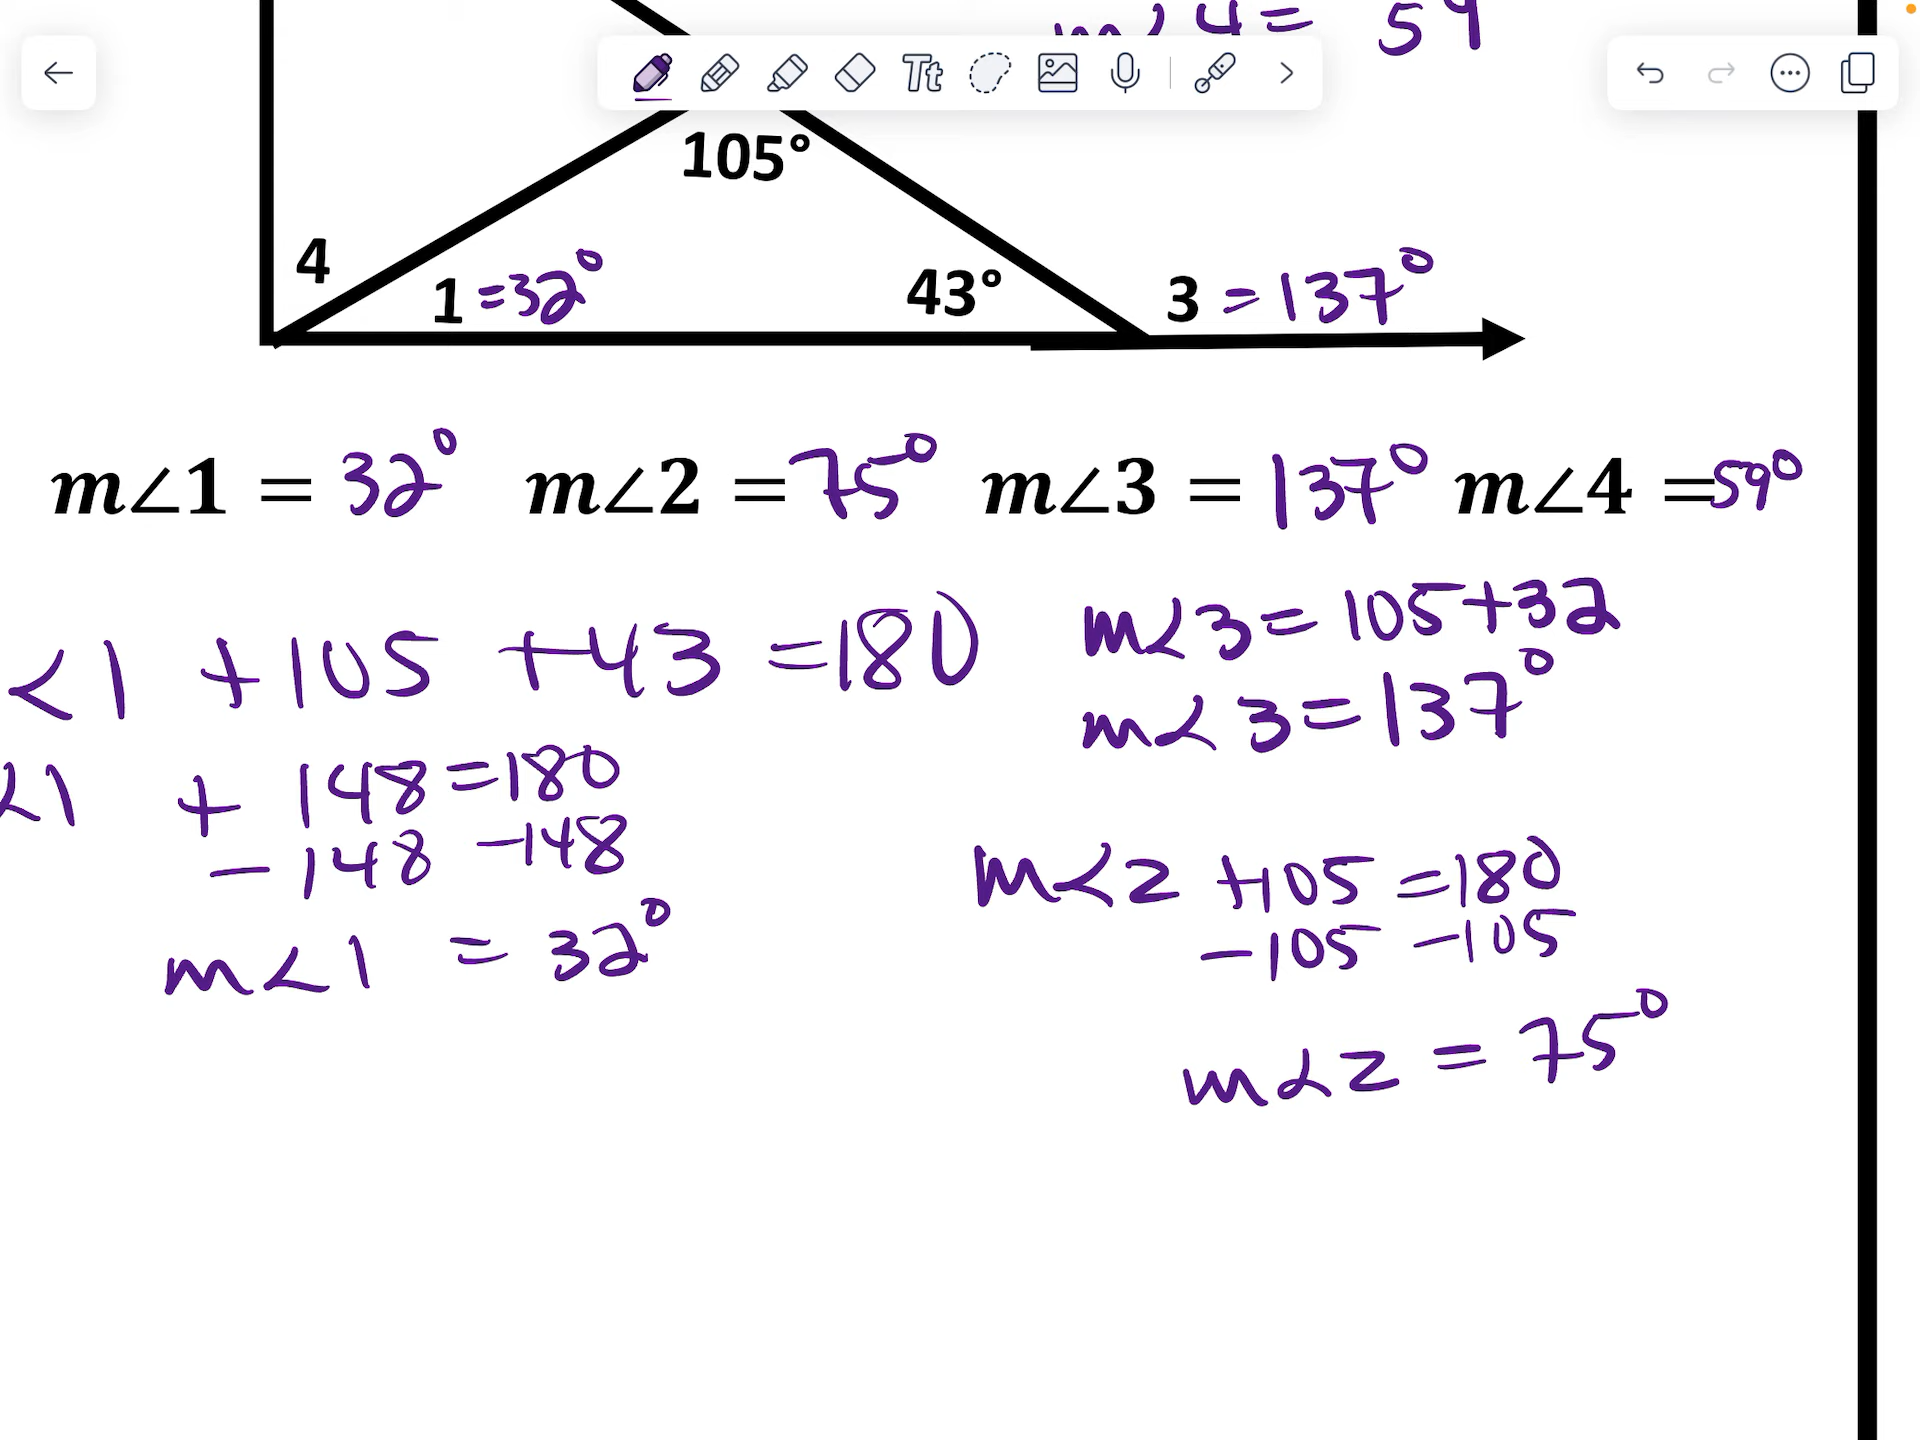 m∠4 = 59
Tt
105°
4
1 = 32°
43°
3 = 137°
m∠1 = 32° m∠2 = 75° m∠3 = 137° m∠4 = 59°
∠1 + 105 + 43 = 180
∠1 + 148 = 180
- 148 -148
m∠1 = 32°
m∠3 = 105+32
m∠3 = 137°
m∠2 +105 = 180
-105 -105
m∠2 = 75°